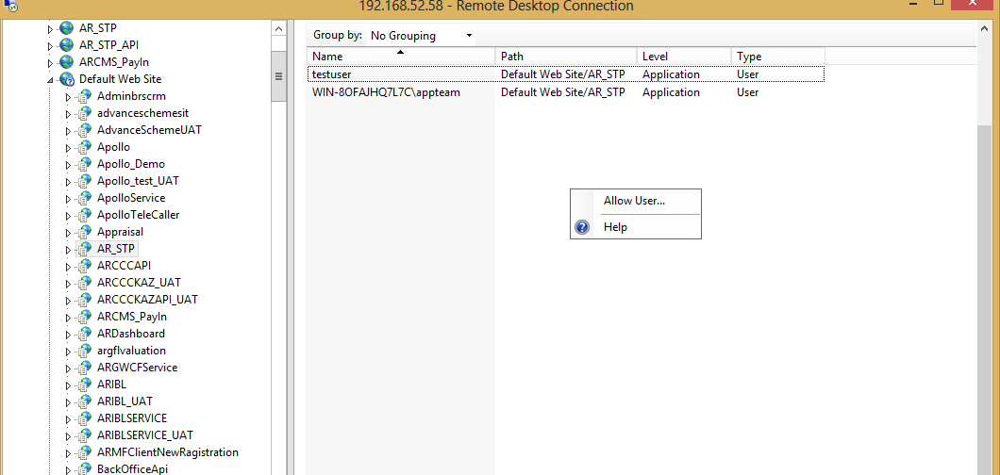 192.168.52.58 - Remote Desktop Connection
AR_STP
AR_STP_API
ARCMS_PayIn
Default Web Site
Adminbrscrm
advanceschemesit
AdvanceSchemeUAT
Apollo
Apollo_Demo
Apollo_test_UAT
ApolloService
ApolloTeleCaller
Appraisal
AR_STP
ARCCCAPI
ARCCCKAZ_UAT
ARCCCKAZAPI_UAT
ARCMS_PayIn
ARDashboard
argflvaluation
ARGWCFService
ARIBL
ARIBL_UAT
ARIBLSERVICE
ARIBLSERVICE_UAT
ARMFClientNewRagistration
BackOfficeApi
Group by: No Grouping
Name Path Level Type
testuser Default Web Site/AR_STP Application User
WIN-8OFAJHQ7L7C\appteam Default Web Site/AR_STP Application User
Allow User...
Help